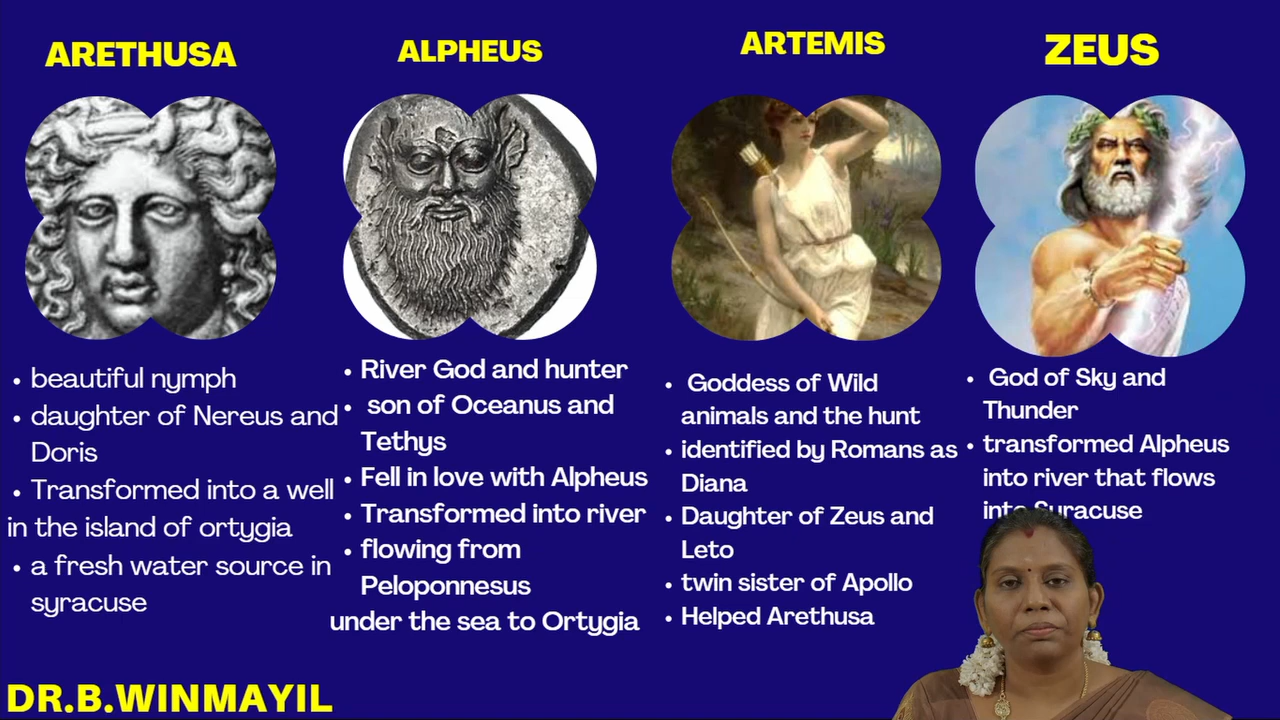 ARETHUSA
• beautiful nymph
• daughter of Nereus and
Doris
• Transformed into a well
in the island of ortygia
• a fresh water source in
syracuse
ALPHEUS
• River God and hunter
• son of Oceanus and
Tethys
• Fell in love with Alpheus
• Transformed into river
• flowing from
Peloponnesus
under the sea to Ortygia
ARTEMIS
• Goddess of Wild
animals and the hunt
• identified by Romans as
Diana
• Daughter of Zeus and
Leto
• twin sister of Apollo
• Helped Arethusa
ZEUS
• God of Sky and
Thunder
• transformed Alpheus
into river that flows
into Syracuse
DR.B.WINMAYIL